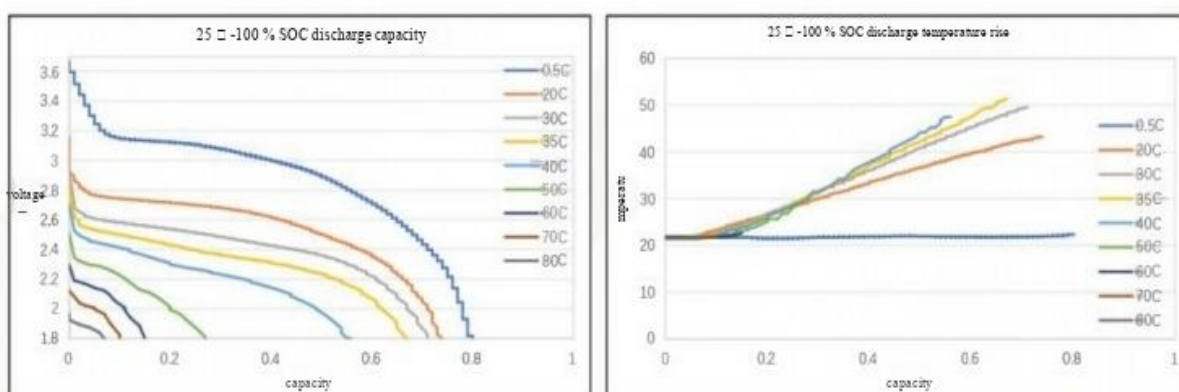 25 □ -100 % SOC discharge capacity
3.6
3.4
3.2
3
2.8
2.6
2.4
2.2
2
1.8
voltage
0
0.2
0.4
0.6
0.8
1
capacity
0.5C
20C
30C
35C
40C
50C
60C
70C
80C
25 □ -100 % SOC discharge temperature rise
60
50
40
30
20
10
0
mperatu
0
0.2
0.4
0.6
0.8
1
capacity
0.5C
20C
30C
35C
40C
50C
60C
70C
80C